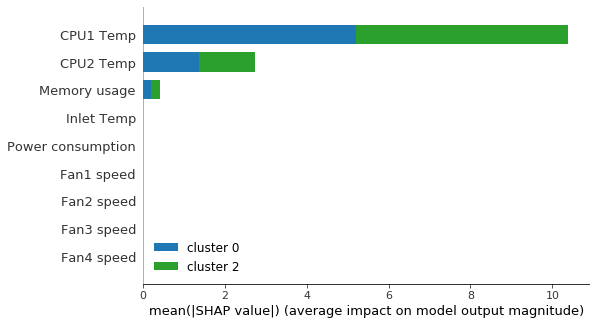 CPU1 Temp
CPU2 Temp
Memory usage
Inlet Temp
Power consumption
Fan1 speed
Fan2 speed
Fan3 speed
Fan4 speed
cluster 0
cluster 2
0 2 4 6 8 10
mean(|SHAP value|) (average impact on model output magnitude)